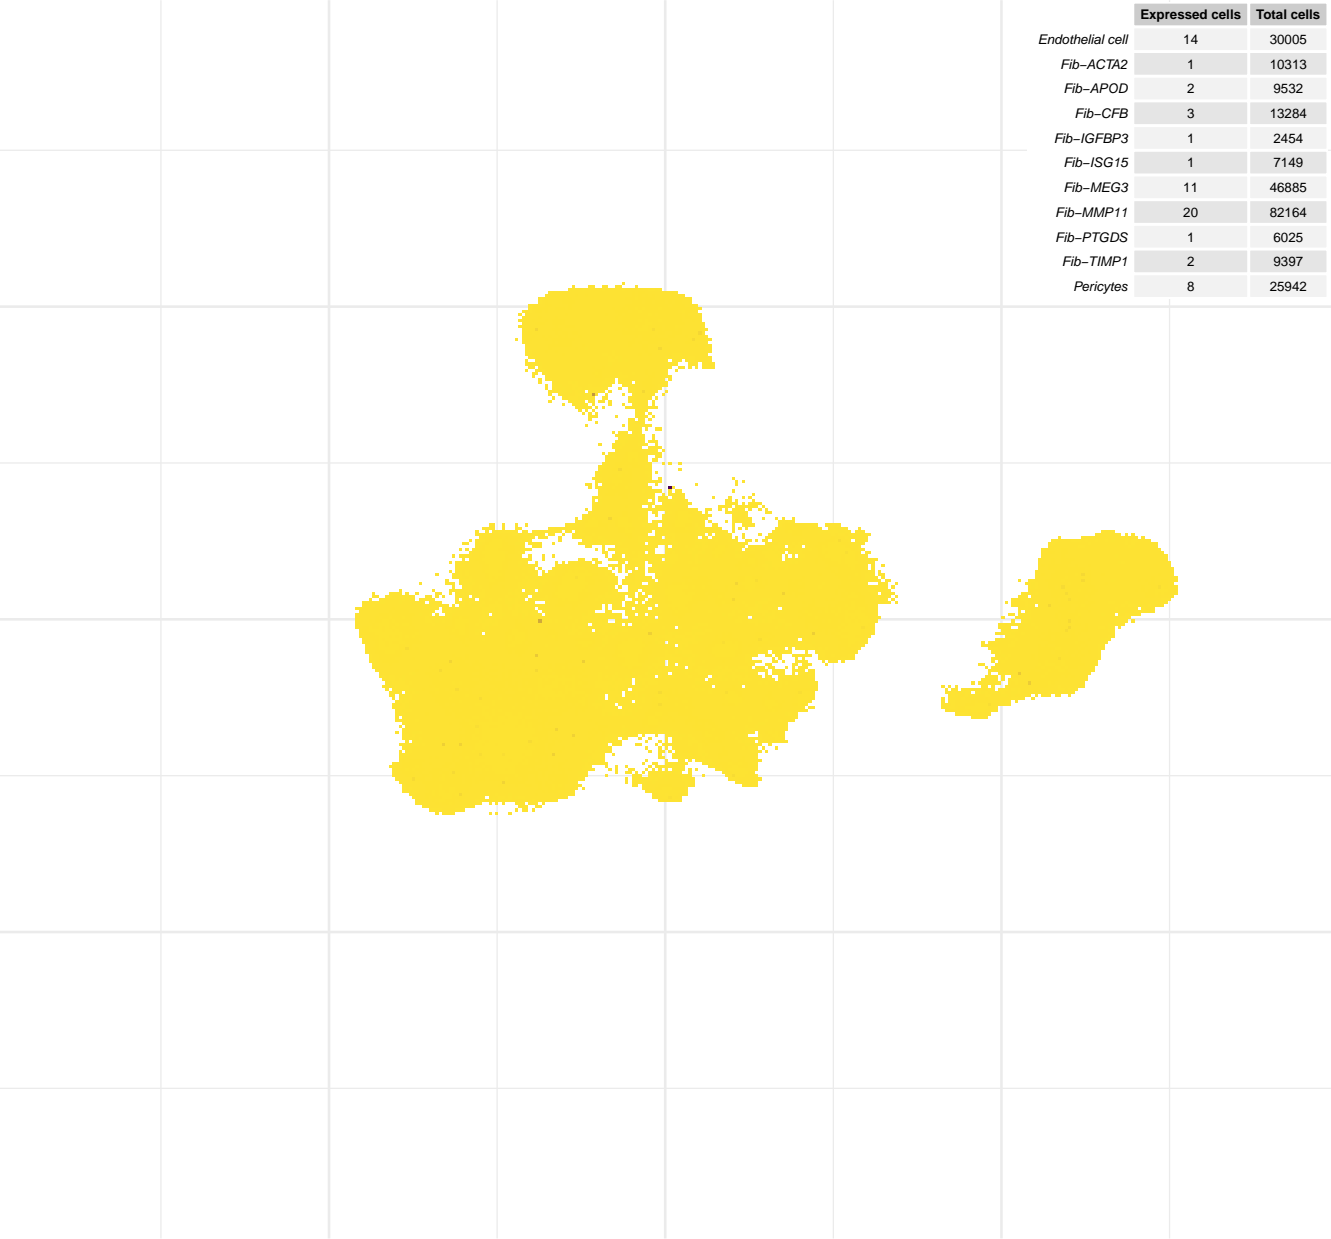 Expressed cells Total cells
Endothelial cell 14 30005
Fib−ACTA2 1 10313
Fib−APOD 2 9532
Fib−CFB 3 13284
Fib−IGFBP3 1 2454
Fib−ISG15 1 7149
Fib−MEG3 11 46885
Fib−MMP11 20 82164
Fib−PTGDS 1 6025
Fib−TIMP1 2 9397
Pericytes 8 25942